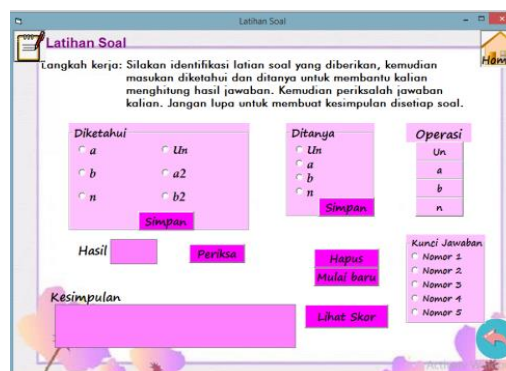 Latihan Soal
Latihan Soal
Home
Langkah kerja: Silakan identifikasi latian soal yang diberikan, kemudian
masukan diketahui dan ditanya untuk membantu kalian
menghitung hasil jawaban. Kemudian periksalah jawaban
kalian. Jangan lupa untuk membuat kesimpulan disetiap soal.
Diketahui
a Un
b a2
n b2
Simpan
Ditanya
Un
a
b
n
Simpan
Operasi
Un
a
b
n
Hasil
Periksa
Hapus
Mulai baru
Kunci Jawaban
Nomor 1
Nomor 2
Nomor 3
Nomor 4
Nomor 5
Kesimpulan
Lihat Skor